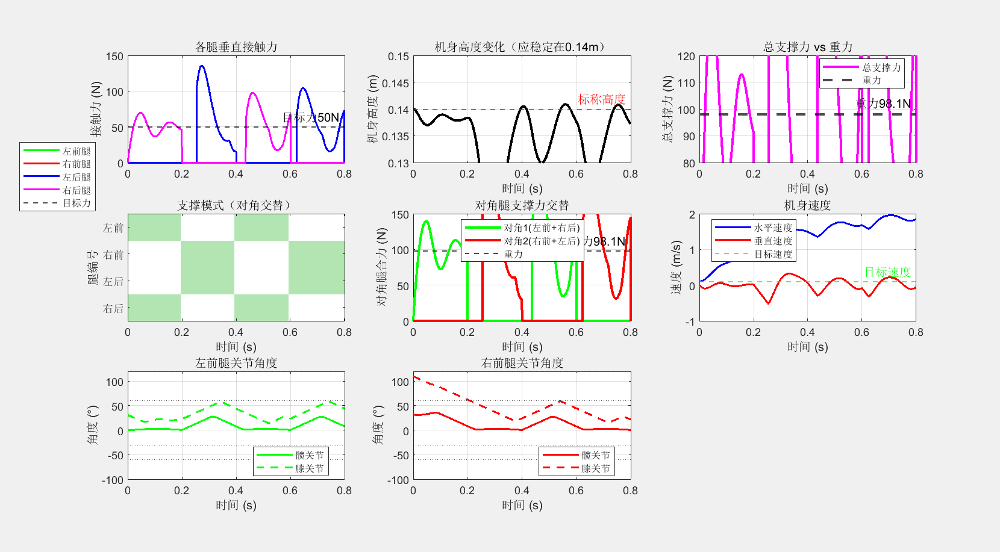 各腿垂直接触力
150
100
50
0
接触力 (N)
目标力50N
0
0.2
0.4
0.6
0.8
左前腿
右前腿
左后腿
右后腿
目标力
机身高度变化（应稳定在0.14m）
0.15
0.145
0.14
0.135
0.13
机身高度 (m)
标称高度
0
0.2
0.4
0.6
0.8
时间 (s)
总支撑力 vs 重力
120
110
100
90
80
总支撑力 (N)
总支撑力
重力
重力98.1N
0
0.2
0.4
0.6
0.8
时间 (s)
支撑模式（对角交替）
左前
右前
左后
右后
腿编号
0
0.2
0.4
0.6
0.8
时间 (s)
对角腿支撑力交替
150
100
50
0
对角腿合力 (N)
对角1(左前+右后)
对角2(右前+左后)
重力
力98.1N
0
0.2
0.4
0.6
0.8
时间 (s)
机身速度
2
1
0
-1
速度 (m/s)
水平速度
垂直速度
目标速度
目标速度
0
0.2
0.4
0.6
0.8
时间 (s)
左前腿关节角度
100
50
0
-50
-100
角度 (°)
髋关节
膝关节
0
0.2
0.4
0.6
0.8
时间 (s)
右前腿关节角度
100
50
0
-50
-100
角度 (°)
髋关节
膝关节
0
0.2
0.4
0.6
0.8
时间 (s)